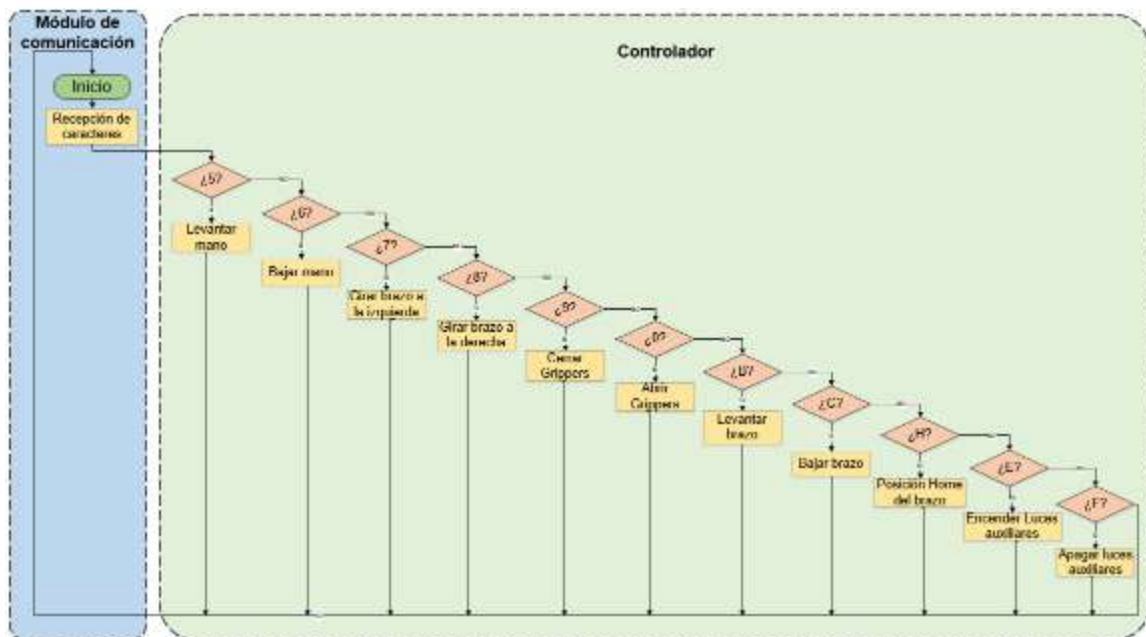 Módulo de
comunicación
Controlador
Inicio
Recepción de
caracteres
¿5?
Levantar
mano
¿6?
Bajar mano
¿7?
Girar brazo a
la izquierda
¿8?
Girar brazo a
la derecha
¿9?
Cerrar
Grippers
Abrir
Grippers
Levantar
brazo
¿C?
Bajar brazo
¿H?
Posición Home
del brazo
¿E?
Encender Luces
auxiliares
¿F?
Apagar luces
auxiliares